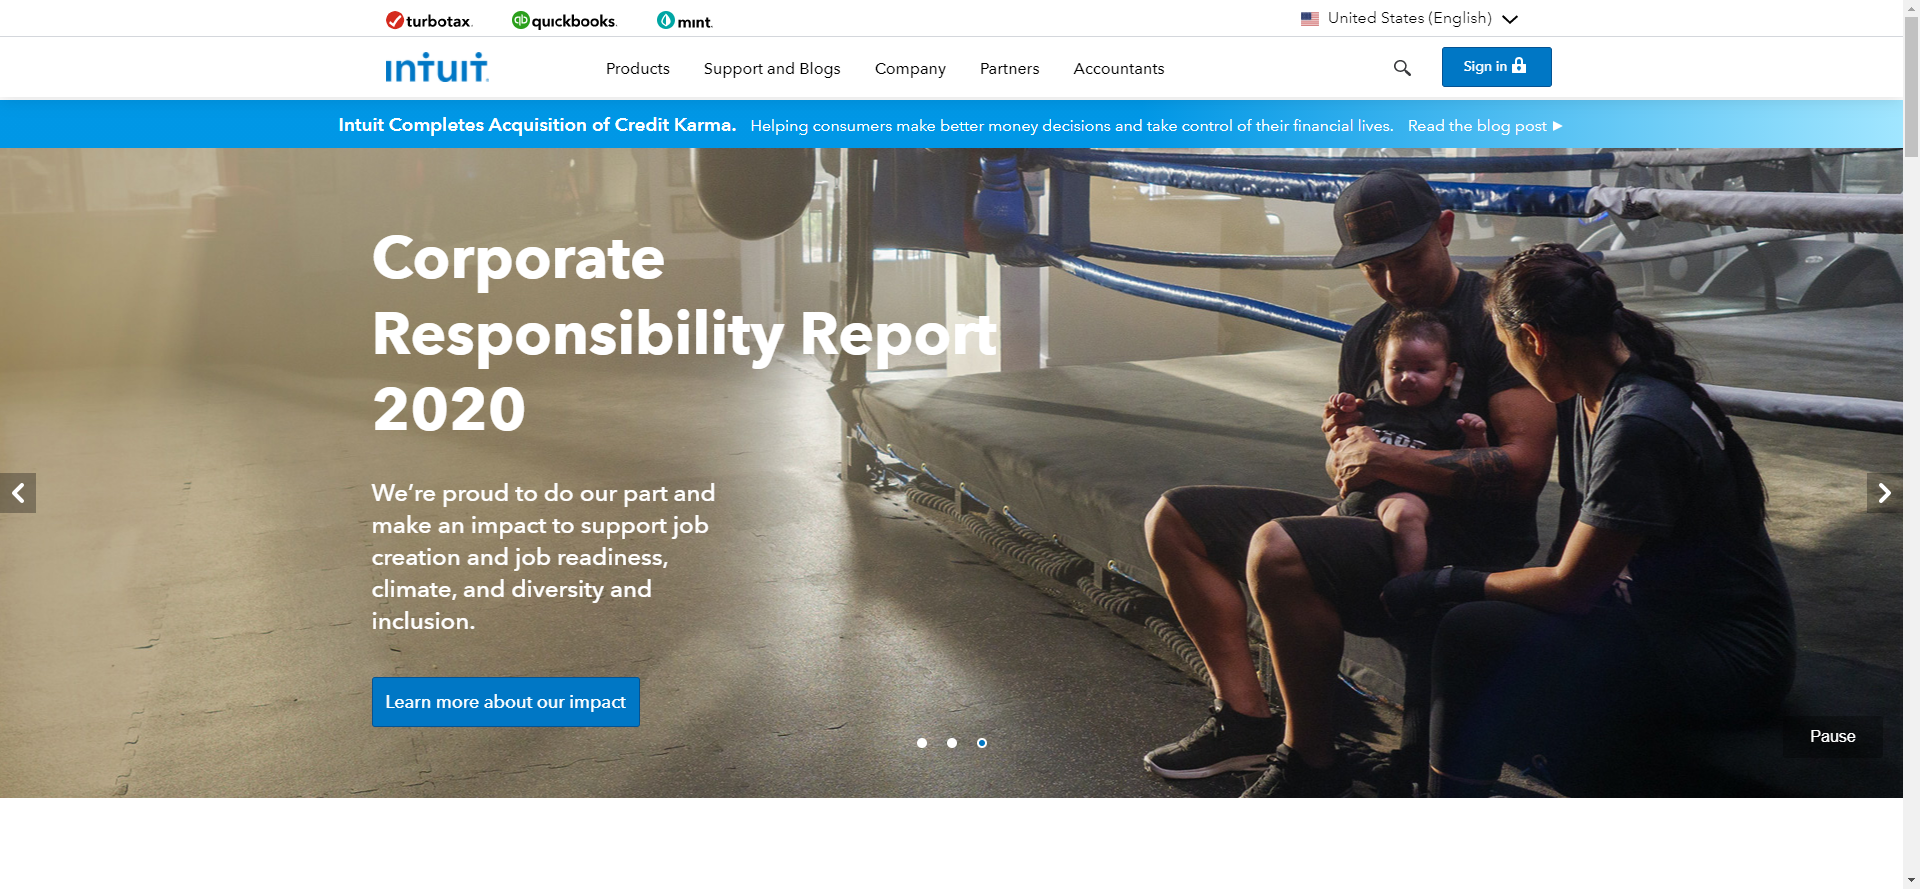 turbotax
quickbooks
mint
United States (English)
INTUIT
Products
Support and Blogs
Company
Partners
Accountants
Sign in
Intuit Completes Acquisition of Credit Karma. Helping consumers make better money decisions and take control of their financial lives. Read the blog post ▶
Corporate
Responsibility Report
2020
We're proud to do our part and
make an impact to support job
creation and job readiness,
climate, and diversity and
inclusion.
Learn more about our impact
Pause